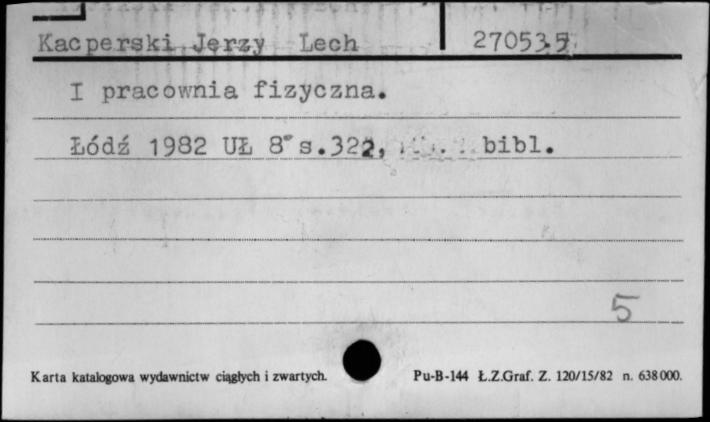 Kacperski Jerzy Lech 270535
I pracownia fizyczna.
Łódź 1982 UŁ 8° s.322, bibl.
5
Karta katalogowa wydawnictw ciągłych i zwartych.
Pu-B-144 Ł.Z.Graf. Z. 120/15/82 n. 638000.